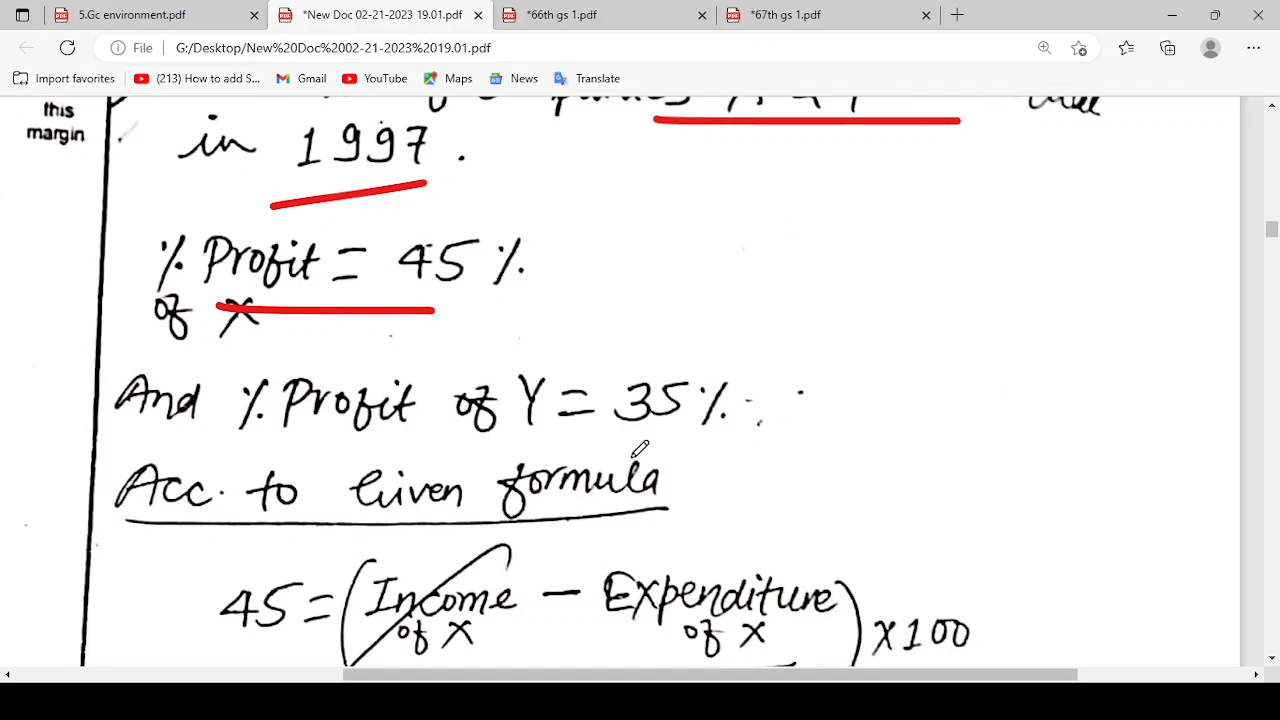 5.Gc environment.pdf
*New Doc 02-21-2023 19.01.pdf
*66th gs 1.pdf
*67th gs 1.pdf
File
G:/Desktop/New%20Doc%2002-21-2023%2019.01.pdf
Import favorites
(213) How to add S...
Gmail
YouTube
Maps
News
Translate
this
margin
in 1997.
% Profit = 45%
of X
And % Profit of Y = 35%.
Acc. to Given formula
45 = (Income of X - Expenditure of X) x100